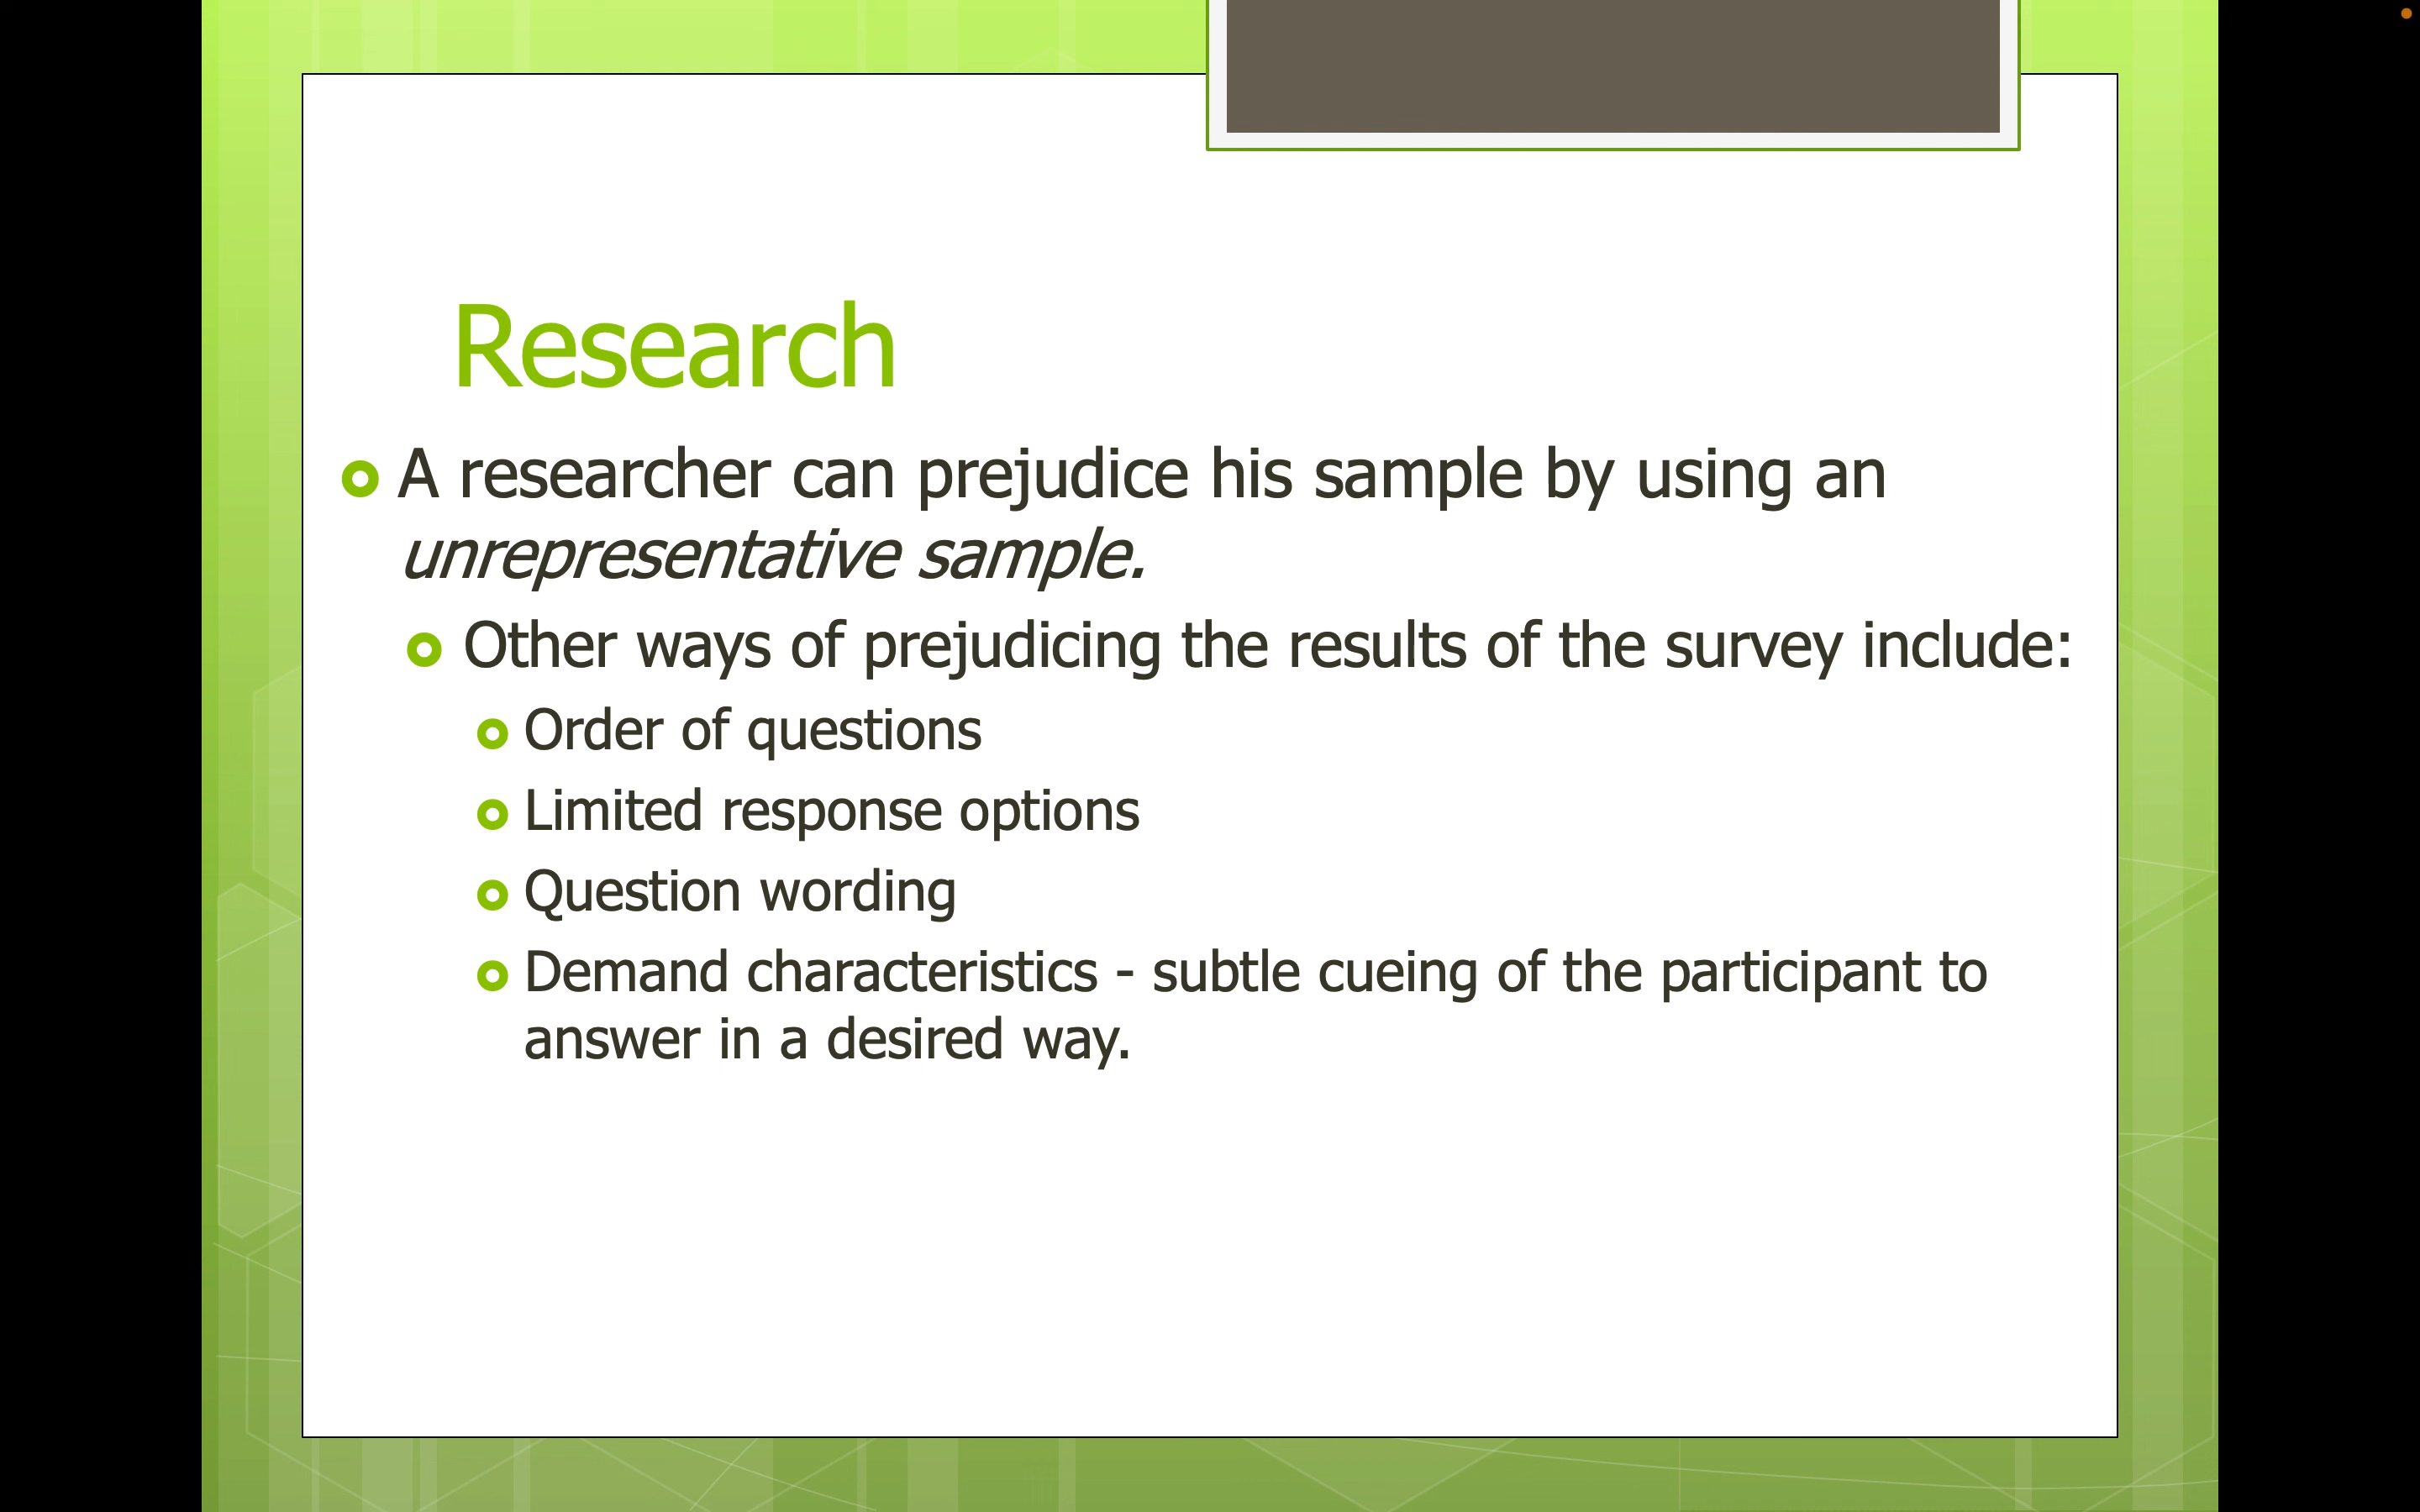 Research
A researcher can prejudice his sample by using an
unrepresentative sample.
Other ways of prejudicing the results of the survey include:
Order of questions
Limited response options
Question wording
Demand characteristics - subtle cueing of the participant to
answer in a desired way.